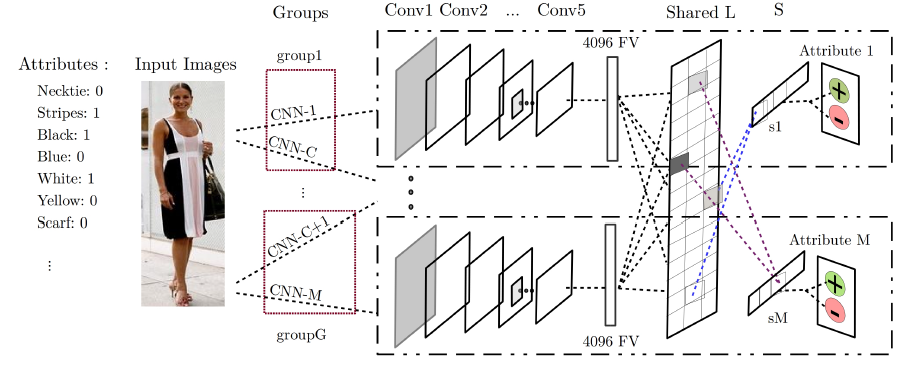 Groups
Conv1 Conv2 ... Conv5
Shared L
S
Attributes :
Input Images
group1
4096 FV
Attribute 1
Necktie: 0
Stripes: 1
Black: 1
Blue: 0
White: 1
Yellow: 0
Scarf: 0
⋮
CNN-1
CNN-C
⋮
CNN-C+1
CNN-M
groupG
s1
+
-
Attribute M
sM
+
-
4096 FV